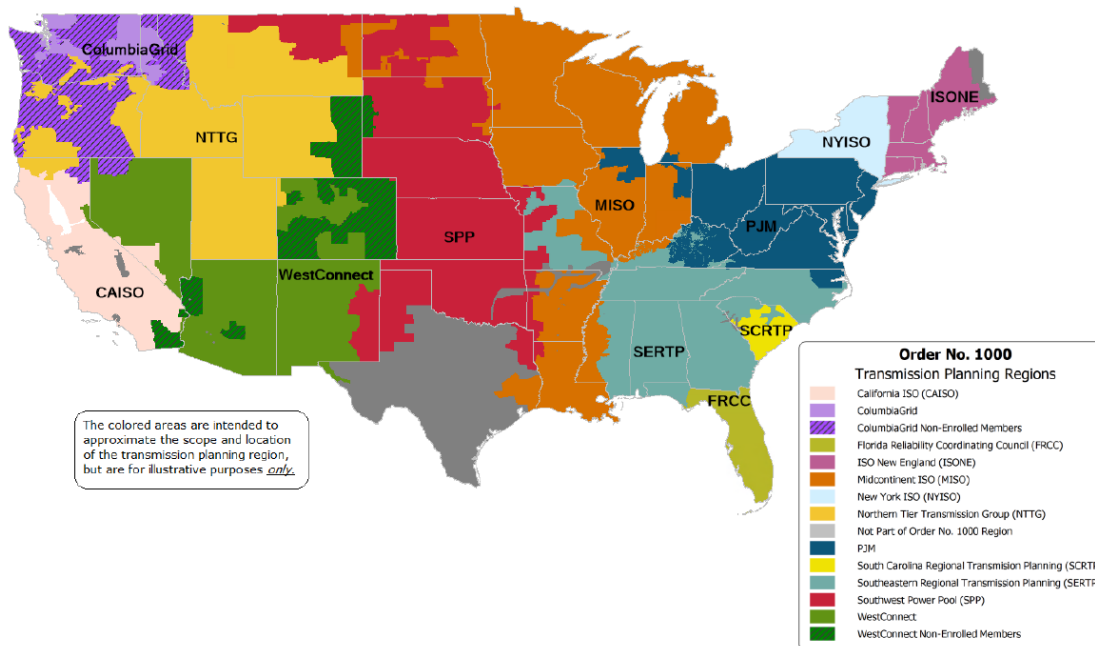 ColumbiaGrid
NTTG
ISONE
NYISO
MISO
PJM
SPP
WestConnect
CAISO
SCRTP
SERTP
FRCC
The colored areas are intended to
approximate the scope and location
of the transmission planning region,
but are for illustrative purposes only.
Order No. 1000
Transmission Planning Regions
California ISO (CAISO)
ColumbiaGrid
ColumbiaGrid Non-Enrolled Members
Florida Reliability Coordinating Council (FRCC)
ISO New England (ISONE)
Midcontinent ISO (MISO)
New York ISO (NYISO)
Northern Tier Transmission Group (NTTG)
Not Part of Order No. 1000 Region
PJM
South Carolina Regional Transmision Planning (SCRTP
Southeastern Regional Transmission Planning (SERTP
Southwest Power Pool (SPP)
WestConnect
WestConnect Non-Enrolled Members